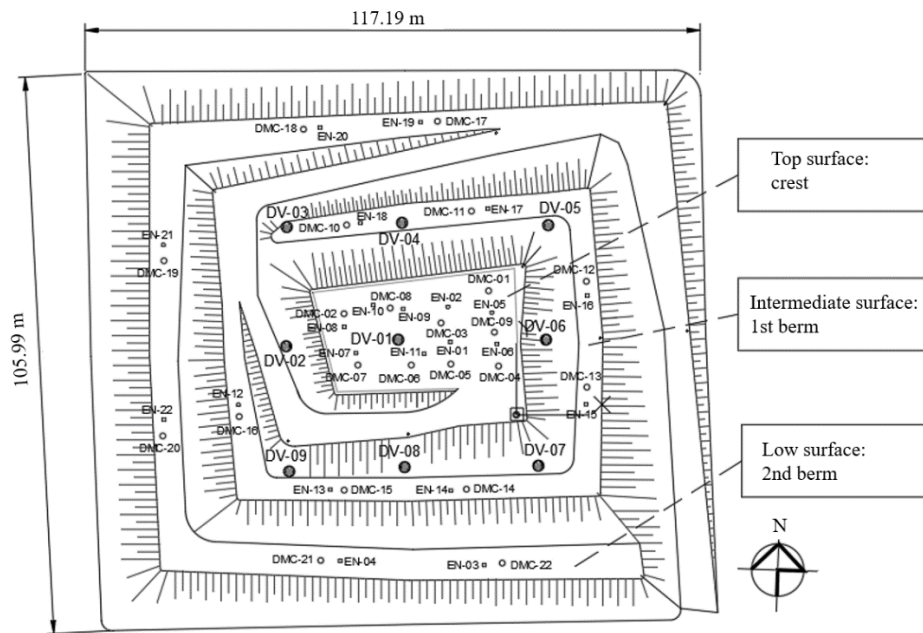 117.19 m
105.99 m
DMC-18
EN-20
EN-19
DMC-17
Top surface:
crest
DV-03
EN-18
DMC-10
DV-04
DMC-11
EN-17
DV-05
EN-21
DMC-19
DMC-12
EN-16
DMC-01
DMC-08
EN-02
EN-05
DMC-02
EN-10
EN-09
EN-08
DMC-03
DMC-09
Intermediate surface:
1st berm
DV-01
DV-06
DV-02
EN-07
EN-11
EN-01
EN-06
DMC-07
DMC-06
DMC-05
DMC-04
EN-12
DMC-16
DMC-13
EN-15
EN-22
DMC-20
Low surface:
2nd berm
DV-09
DV-08
DV-07
EN-13
DMC-15
EN-14
DMC-14
DMC-21
EN-04
EN-03
DMC-22
N